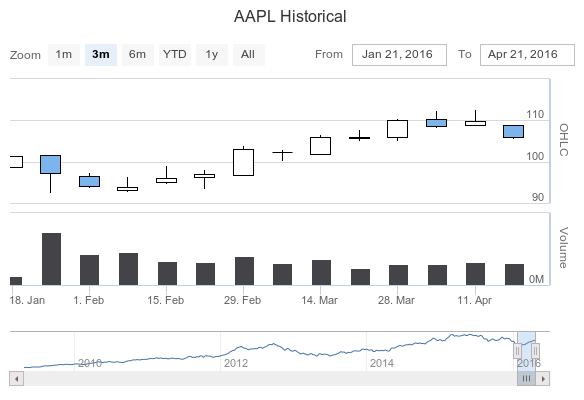 AAPL Historical
Zoom 1m 3m 6m YTD 1y All From Jan 21, 2016 To Apr 21, 2016
110
100
90
OHLC
0M
Volume
18. Jan 1. Feb 15. Feb 29. Feb 14. Mar 28. Mar 11. Apr
2010 2012 2014 2016